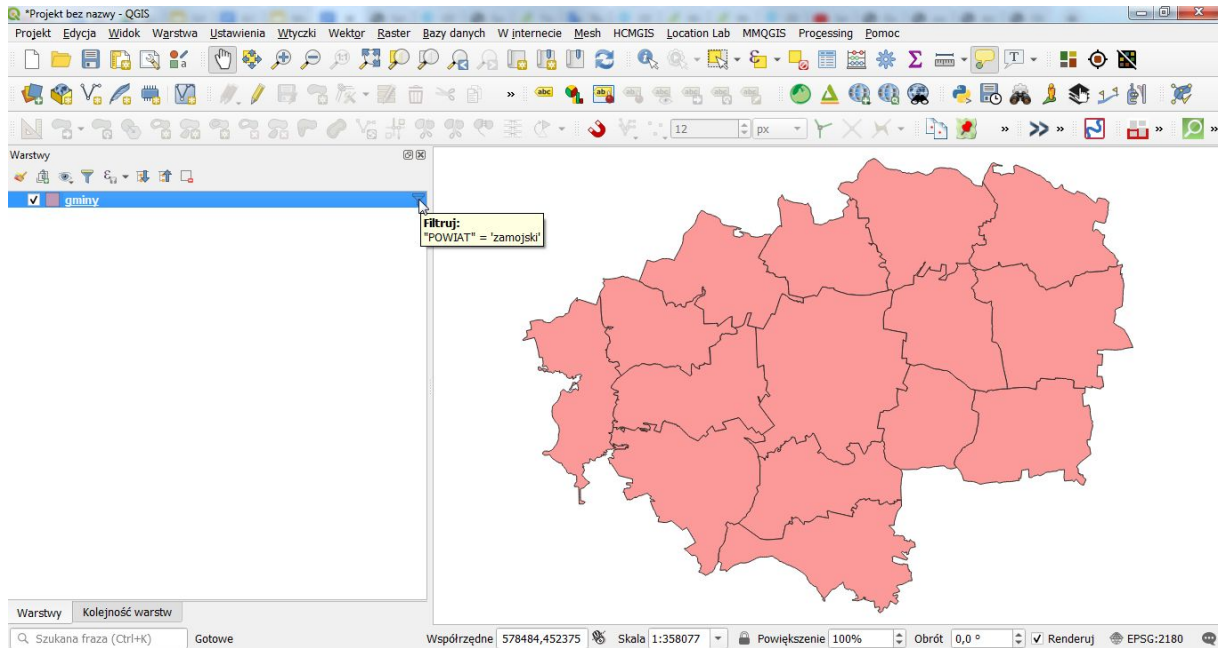 *Projekt bez nazwy - QGIS
Projekt Edycja Widok Warstwa Ustawienia Wtyczki Wektor Raster Bazy danych W internecie Mesh HCMGIS Location Lab MMQGIS Processing Pomoc
abc
12 px
Warstwy
gminy
Filtruj:
"POWIAT" = 'zamojski'
Warstwy Kolejność warstw
Szukana fraza (Ctrl+K) Gotowe Współrzędne 578484,452375 Skala 1:358077 Powiększenie 100% Obrót 0,0 ° Renderuj EPSG:2180